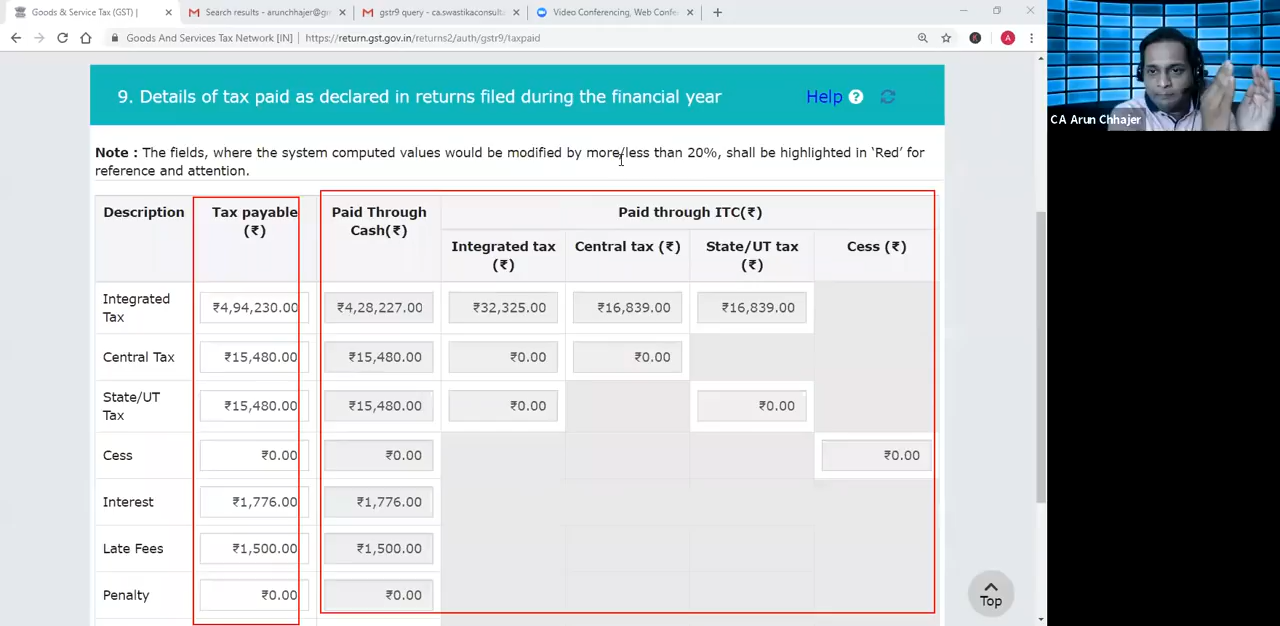 Goods & Service Tax (GST) |
Search results - arunchhajer@g
gstr9 query - ca.swastikaconsult
Video Conferencing, Web Confe
Goods And Services Tax Network [IN] | https://return.gst.gov.in/returns2/auth/gstr9/taxpaid
CA Arun Chhajer
9. Details of tax paid as declared in returns filed during the financial year
Help ?
Note : The fields, where the system computed values would be modified by more/less than 20%, shall be highlighted in ‘Red’ for
reference and attention.
Description Tax payable Paid Through Paid through ITC(₹)
(₹) Cash(₹)
Integrated tax Central tax (₹) State/UT tax Cess (₹)
(₹) (₹)
Integrated ₹4,94,230.00 ₹4,28,227.00 ₹32,325.00 ₹16,839.00 ₹16,839.00
Tax
Central Tax ₹15,480.00 ₹15,480.00 ₹0.00 ₹0.00
State/UT ₹15,480.00 ₹15,480.00 ₹0.00 ₹0.00
Tax
Cess ₹0.00 ₹0.00 ₹0.00
Interest ₹1,776.00 ₹1,776.00
Late Fees ₹1,500.00 ₹1,500.00
Penalty ₹0.00 ₹0.00
Top